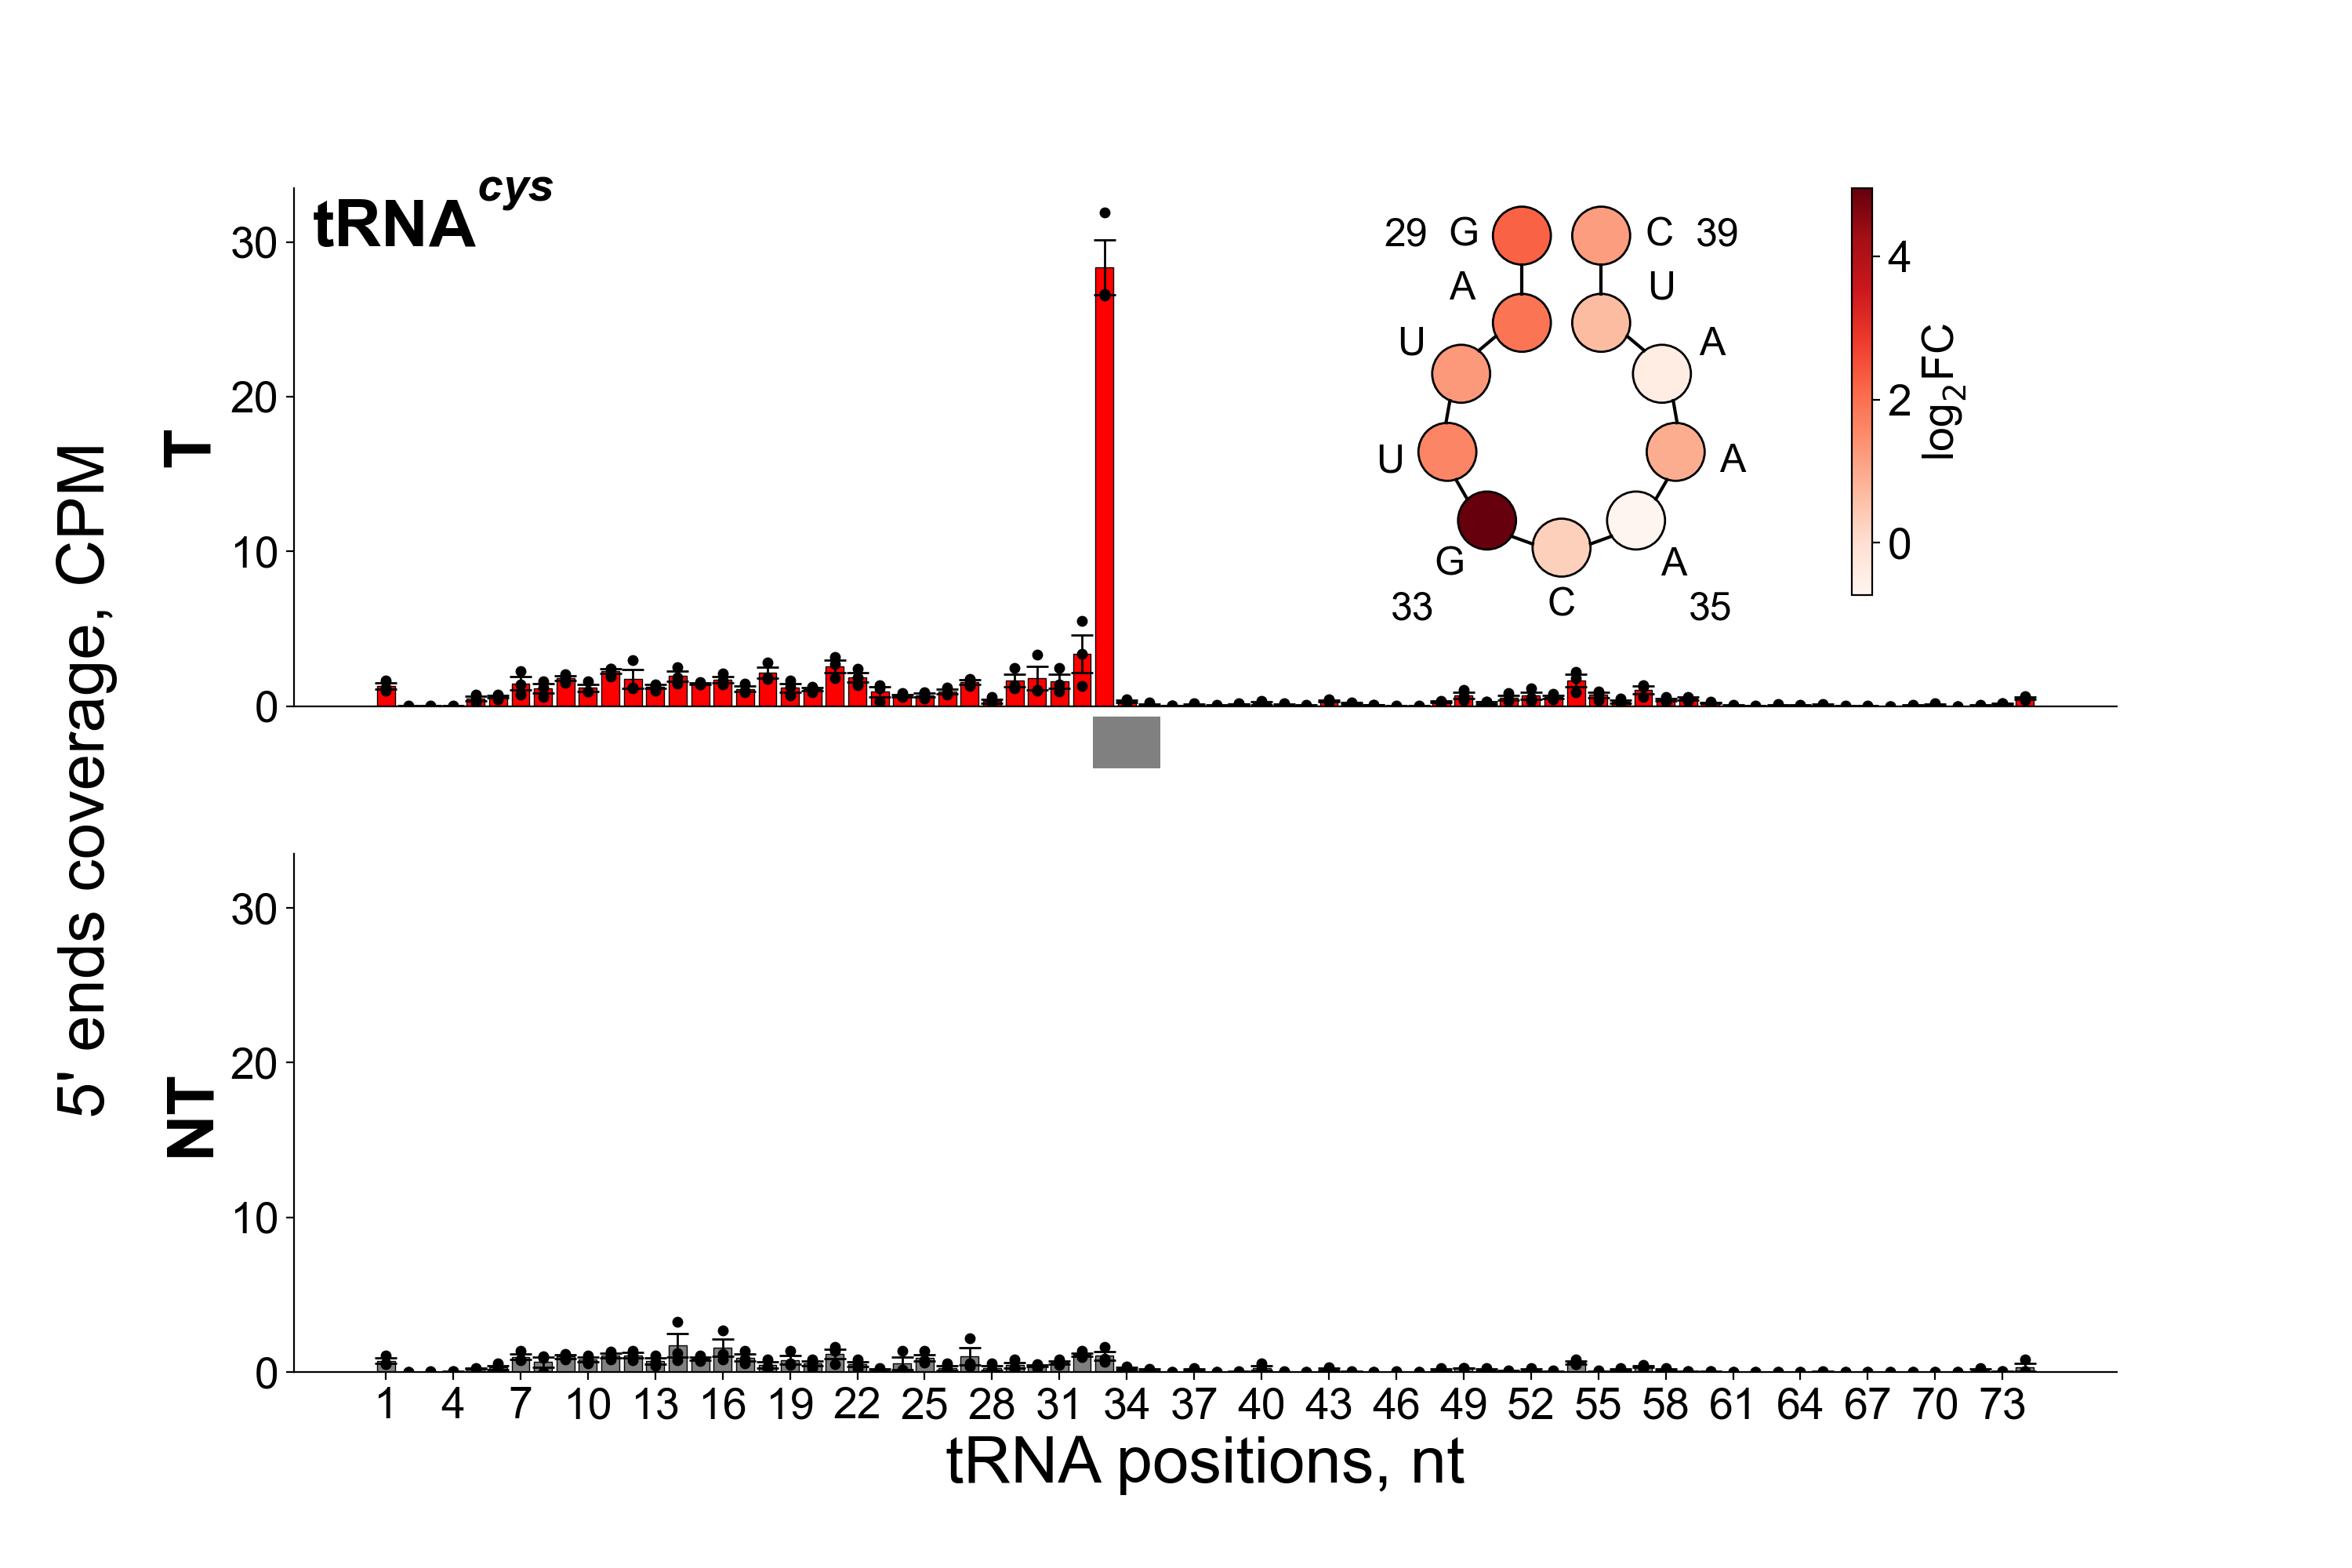 tRNAcys
5' ends coverage, CPM
T
30
20
10
0
29 G C 39
A U
U A
U A
G A
33 C 35
4
2
0
log2FC
NT
30
20
10
0
1 4 7 10 13 16 19 22 25 28 31 34 37 40 43 46 49 52 55 58 61 64 67 70 73
tRNA positions, nt